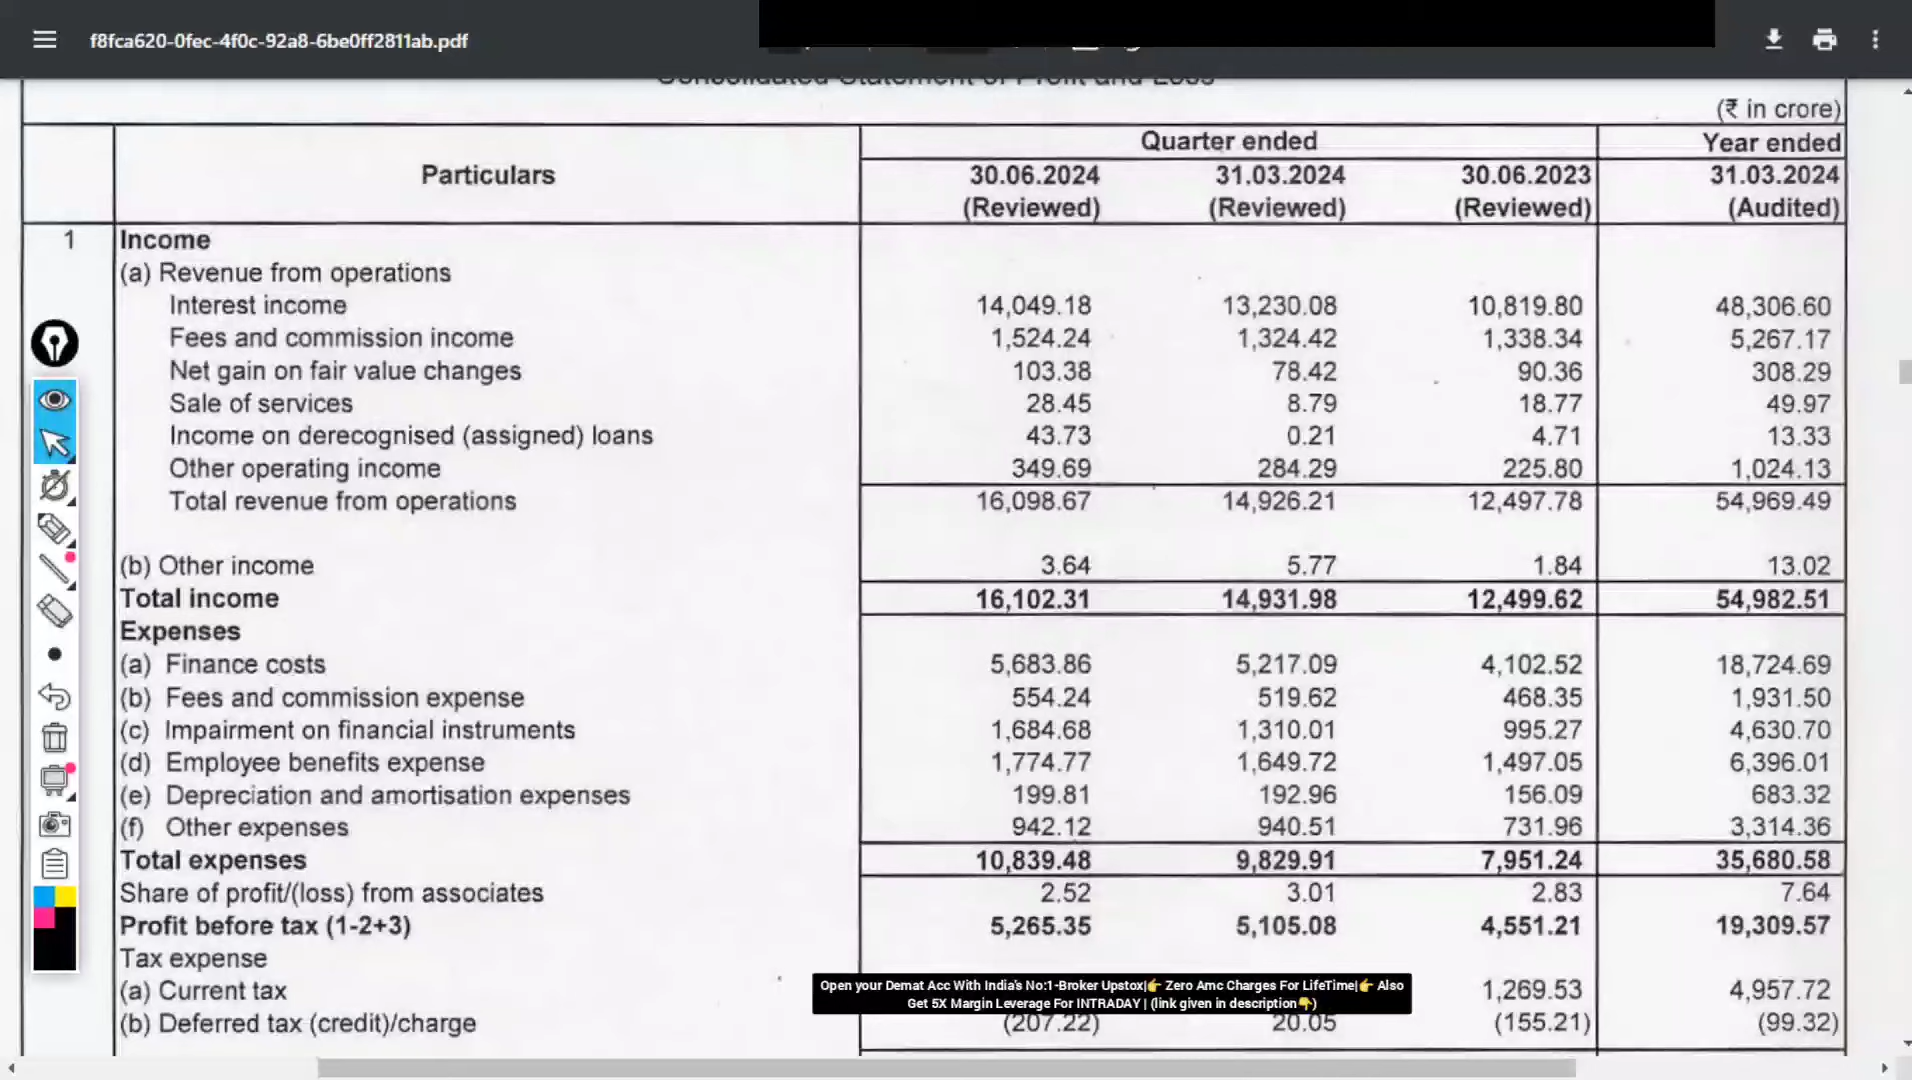 f8fca620-0fec-4f0c-92a8-6be0ff2811ab.pdf
Consolidated Statement of Profit and Loss
(₹ in crore)
Particulars Quarter ended Year ended
30.06.2024 31.03.2024 30.06.2023 31.03.2024
(Reviewed) (Reviewed) (Reviewed) (Audited)
1 Income
(a) Revenue from operations
Interest income 14,049.18 13,230.08 10,819.80 48,306.60
Fees and commission income 1,524.24 1,324.42 1,338.34 5,267.17
Net gain on fair value changes 103.38 78.42 90.36 308.29
Sale of services 28.45 8.79 18.77 49.97
Income on derecognised (assigned) loans 43.73 0.21 4.71 13.33
Other operating income 349.69 284.29 225.80 1,024.13
Total revenue from operations 16,098.67 14,926.21 12,497.78 54,969.49
(b) Other income 3.64 5.77 1.84 13.02
Total income 16,102.31 14,931.98 12,499.62 54,982.51
Expenses
(a) Finance costs 5,683.86 5,217.09 4,102.52 18,724.69
(b) Fees and commission expense 554.24 519.62 468.35 1,931.50
(c) Impairment on financial instruments 1,684.68 1,310.01 995.27 4,630.70
(d) Employee benefits expense 1,774.77 1,649.72 1,497.05 6,396.01
(e) Depreciation and amortisation expenses 199.81 192.96 156.09 683.32
(f) Other expenses 942.12 940.51 731.96 3,314.36
Total expenses 10,839.48 9,829.91 7,951.24 35,680.58
Share of profit/(loss) from associates 2.52 3.01 2.83 7.64
Profit before tax (1-2+3) 5,265.35 5,105.08 4,551.21 19,309.57
Tax expense
(a) Current tax 1,269.53 4,957.72
(b) Deferred tax (credit)/charge (207.22) 20.05 (155.21) (99.32)
Open your Demat Acc With India's No:1-Broker Upstox|👉 Zero Amc Charges For LifeTime|👉 Also
Get 5X Margin Leverage For INTRADAY | (link given in description👇)